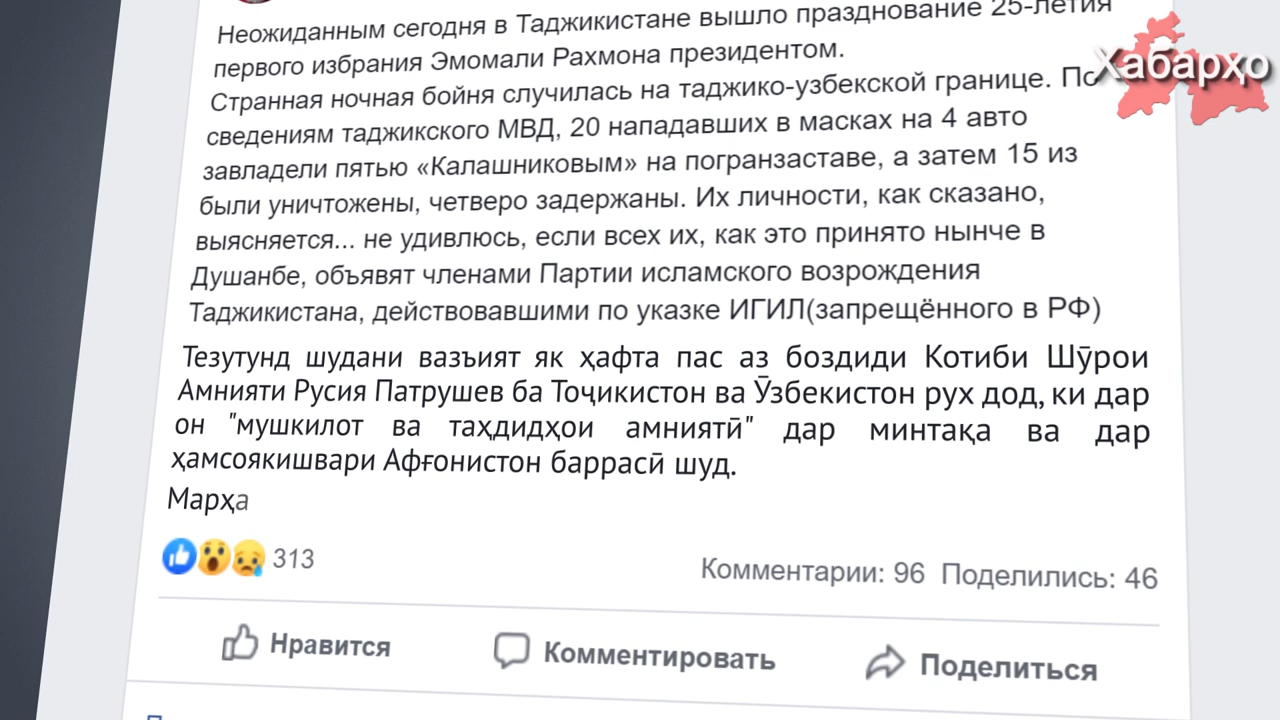 Неожиданным сегодня в Таджикистане вышло празднование 25-летия
первого избрания Эмомали Рахмона президентом.
Странная ночная бойня случилась на таджико-узбекской границе. По
сведениям таджикского МВД, 20 нападавших в масках на 4 авто
завладели пятью «Калашниковым» на погранзаставе, а затем 15 из
были уничтожены, четверо задержаны. Их личности, как сказано,
выясняется... не удивлюсь, если всех их, как это принято нынче в
Душанбе, объявят членами Партии исламского возрождения
Таджикистана, действовавшими по указке ИГИЛ(запрещённого в РФ)
Тезутунд шудани вазъият як ҳафта пас аз боздиди Котиби Шӯрои
Амнияти Русия Патрушев ба Тоҷикистон ва Ӯзбекистон рух дод, ки дар
он "мушкилот ва таҳдидҳои амниятӣ" дар минтақа ва дар
ҳамсоякишвари Афғонистон баррасӣ шуд.
Марҳа
313
Комментарии: 96 Поделились: 46
Нравится Комментировать Поделиться
Хабарҳо